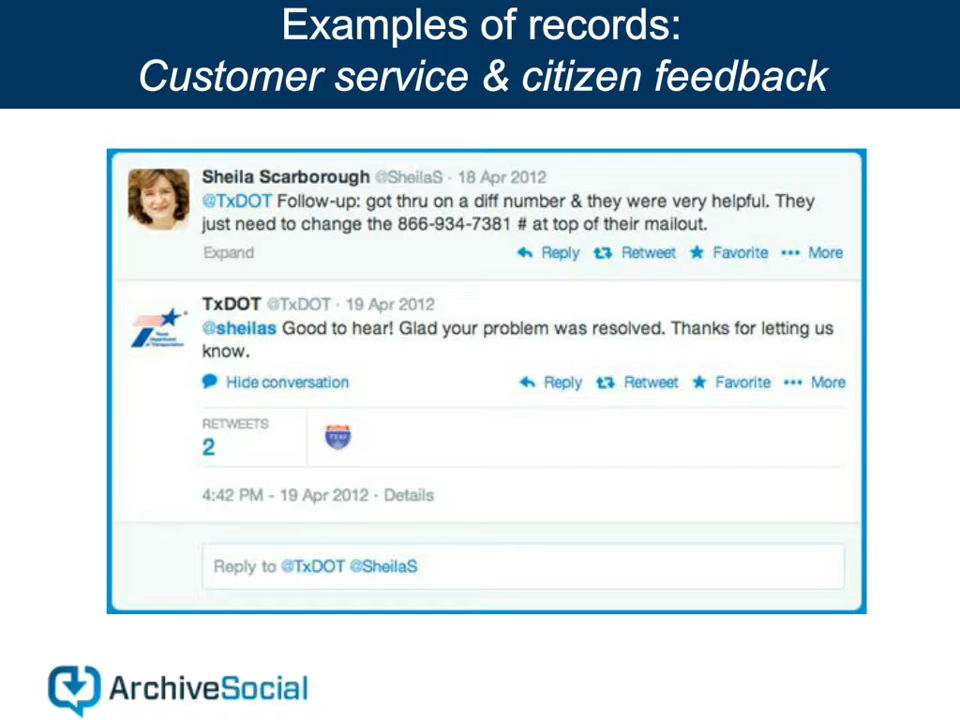 Examples of records:
Customer service & citizen feedback
Sheila Scarborough @SheilaS · 18 Apr 2012
@TxDOT Follow-up: got thru on a diff number & they were very helpful. They
just need to change the 866-934-7381 # at top of their mailout.
Expand Reply Retweet Favorite More
TxDOT @TxDOT · 19 Apr 2012
@sheilas Good to hear! Glad your problem was resolved. Thanks for letting us
know.
Hide conversation Reply Retweet Favorite More
RETWEETS
2
4:42 PM - 19 Apr 2012 · Details
Reply to @TxDOT @SheilaS
ArchiveSocial